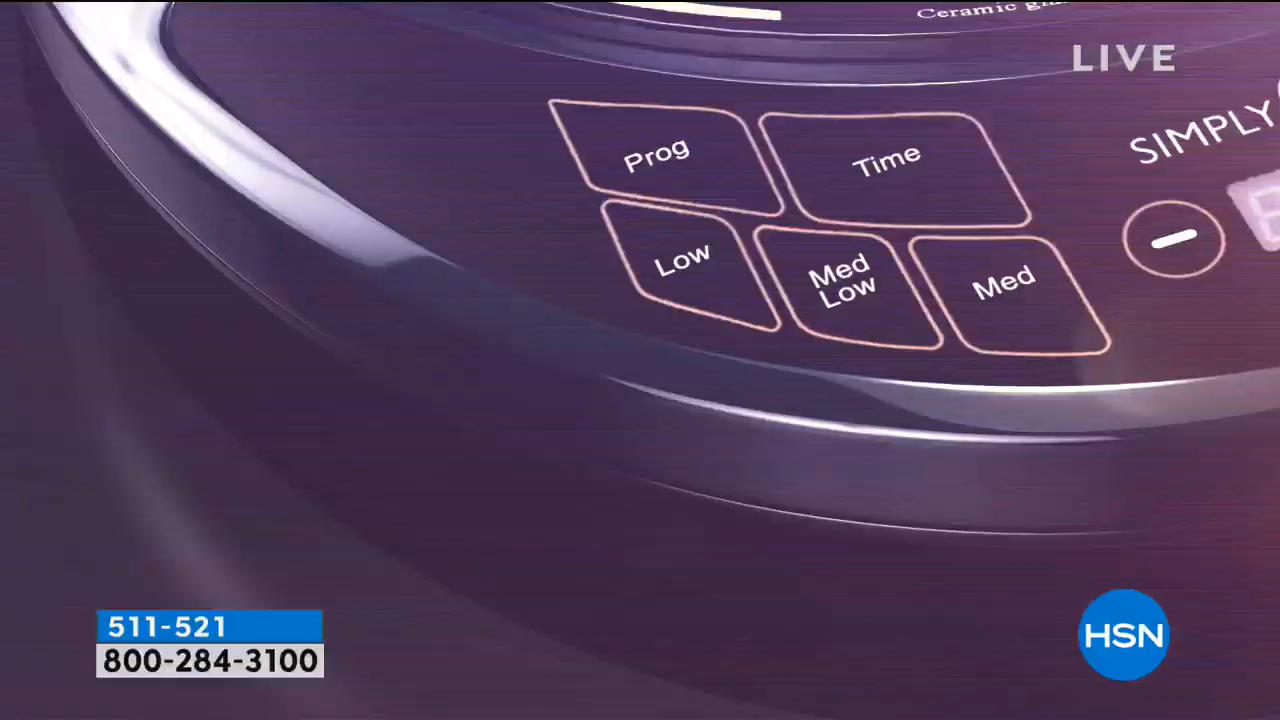 Ceramic
LIVE
SIMPLY
Prog
Time
Low
Med
Low
Med
511-521
800-284-3100
HSN